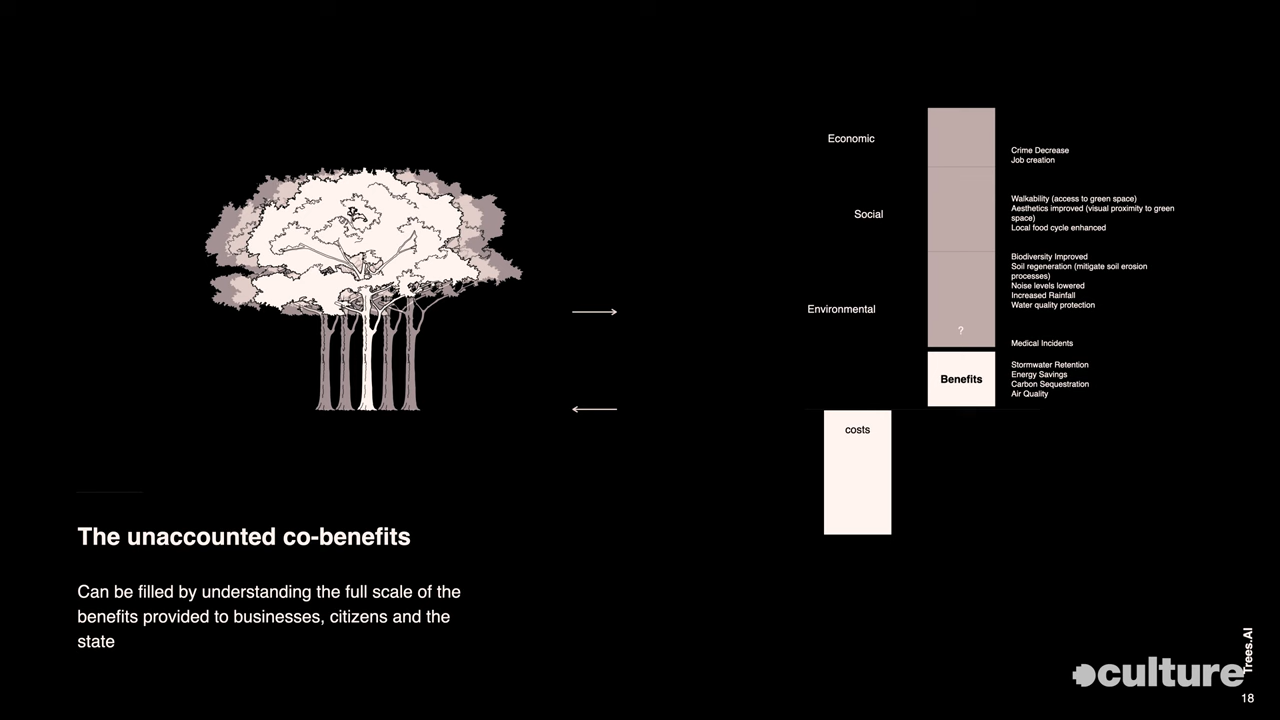 Economic
Crime Decrease
Job creation
Social
Walkability (access to green space)
Aesthetics improved (visual proximity to green
space)
Local food cycle enhanced
Environmental
Biodiversity Improved
Soil regeneration (mitigate soil erosion
processes)
Noise levels lowered
Increased Rainfall
Water quality protection
?
Medical Incidents
Benefits
Stormwater Retention
Energy Savings
Carbon Sequestration
Air Quality
costs
The unaccounted co-benefits
Can be filled by understanding the full scale of the
benefits provided to businesses, citizens and the
state
Trees.AI
culture
18